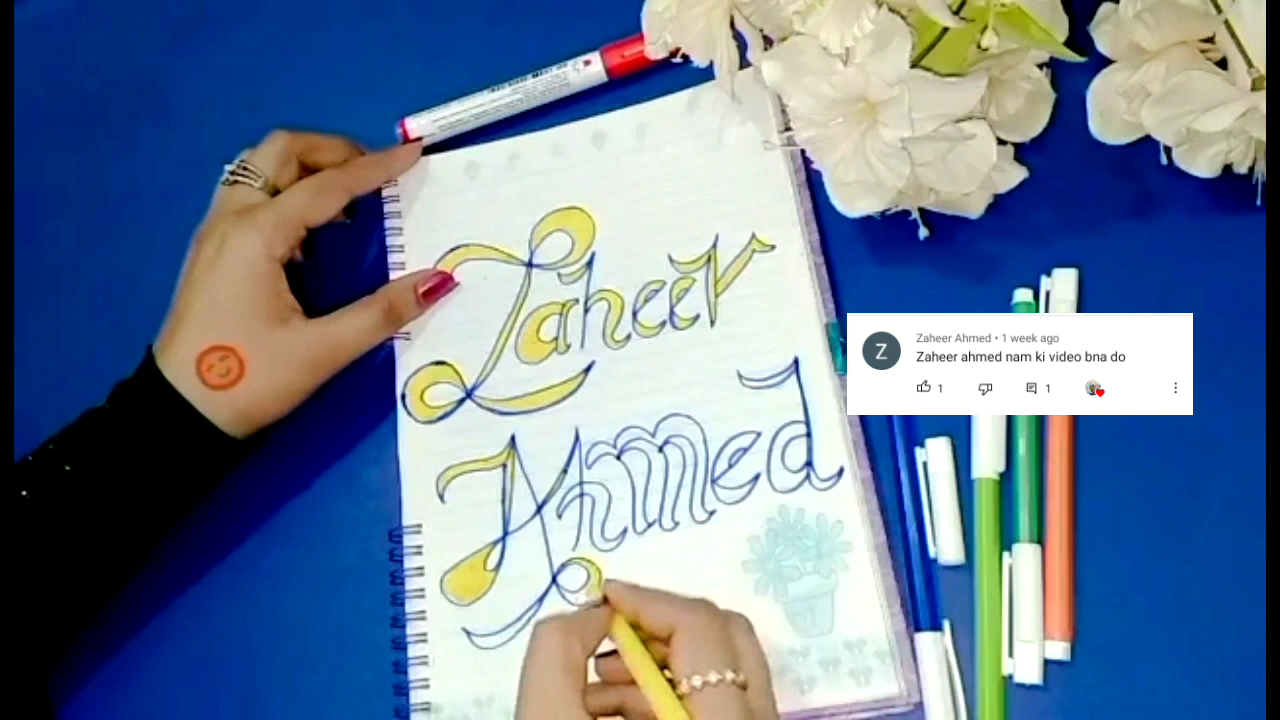 Zaheer
Ahmed
Zaheer Ahmed • 1 week ago
Zaheer ahmed nam ki video bna do
1
1
Z